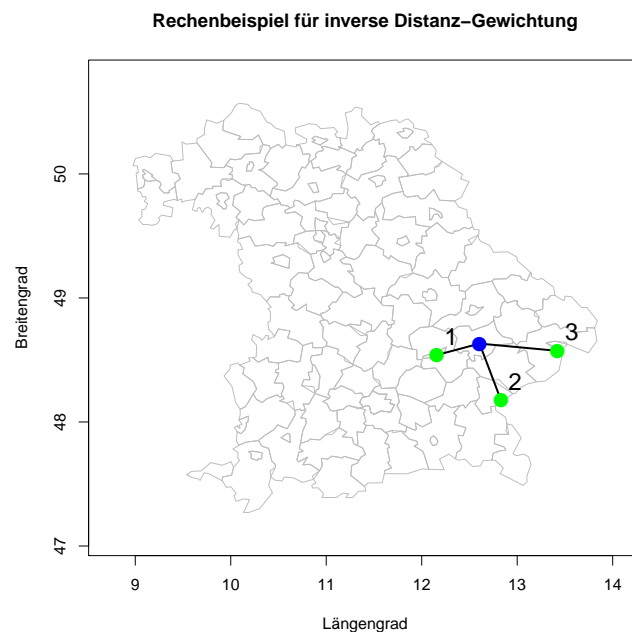 Rechenbeispiel für inverse Distanz−Gewichtung
Breitengrad
50
49
48
47
1
2
3
9 10 11 12 13 14
Längengrad